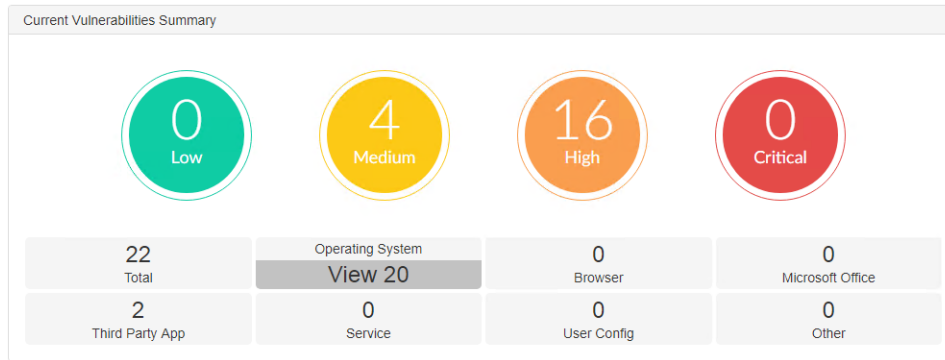 Current Vulnerabilities Summary
0
Low
4
Medium
16
High
0
Critical
22
Total
Operating System
View 20
0
Browser
0
Microsoft Office
2
Third Party App
0
Service
0
User Config
0
Other